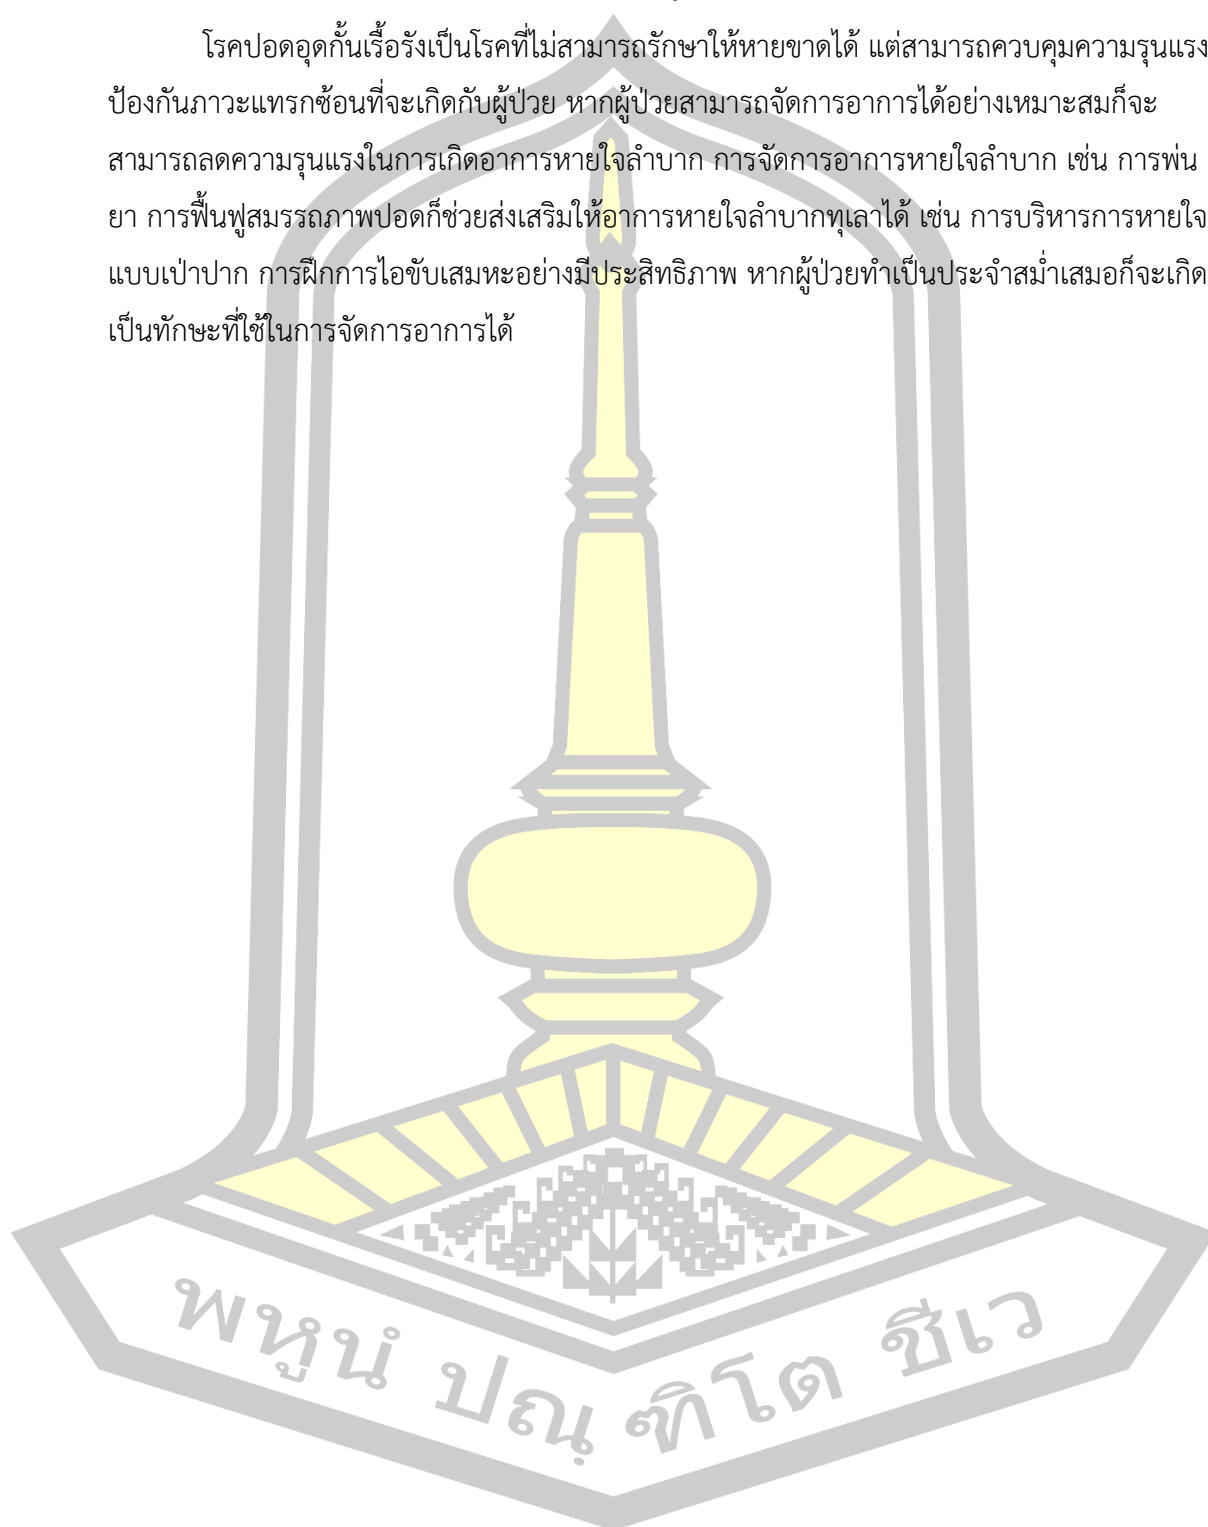 โรคปอดอุดกั้นเรื้อรังเป็นโรคที่ไม่สามารถรักษาให้หายขาดได้ แต่สามารถควบคุมความรุนแรง
ป้องกันภาวะแทรกซ้อนที่จะเกิดกับผู้ป่วย หากผู้ป่วยสามารถจัดการอาการได้อย่างเหมาะสมก็จะ
สามารถลดความรุนแรงในการเกิดอาการหายใจลำบาก การจัดการอาการหายใจลำบาก เช่น การพ่น
ยา การฟื้นฟูสมรรถภาพปอดก็ช่วยส่งเสริมให้อาการหายใจลำบากทุเลาได้ เช่น การบริหารการหายใจ
แบบเป่าปาก การฝึกการไอขับเสมหะอย่างมีประสิทธิภาพ หากผู้ป่วยทำเป็นประจำสม่ำเสมอก็จะเกิด
เป็นทักษะที่ใช้ในการจัดการอาการได้
พหูนํ ปณฺฑิโต ชีเว